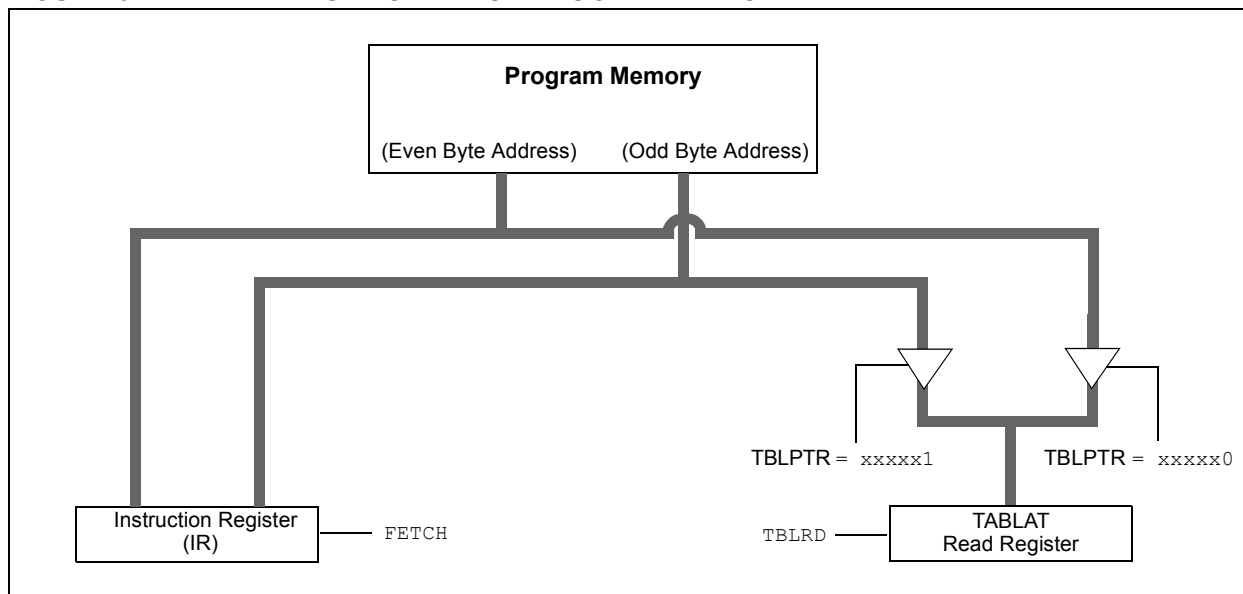 Program Memory
(Even Byte Address) (Odd Byte Address)
TBLPTR = xxxxx1
TBLPTR = xxxxx0
Instruction Register
(IR)
FETCH
TBLRD
TABLAT
Read Register